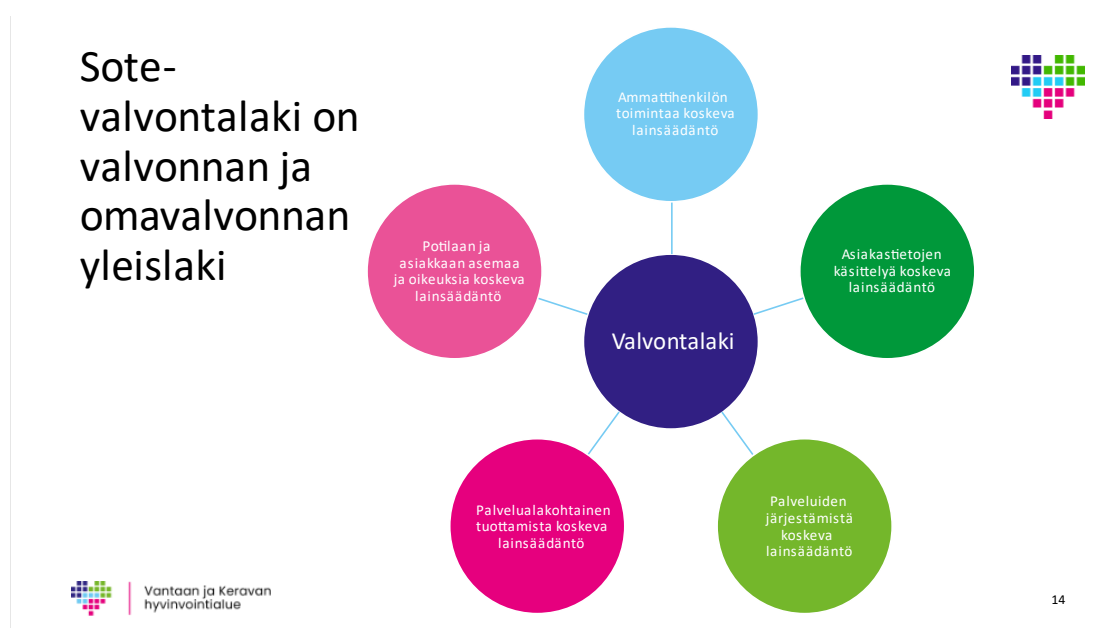 Sote-
valvontalaki on
valvonnan ja
omavalvonnan
yleislaki
Ammattihenkilön
toimintaa koskeva
lainsäädäntö
Potilaan ja
asiakkaan asemaa
ja oikeuksia koskeva
lainsäädäntö
Asiakastietojen
käsittelyä koskeva
lainsäädäntö
Valvontalaki
Palvelualakohtainen
tuottamista koskeva
lainsäädäntö
Palveluiden
järjestämistä
koskeva
lainsäädäntö
Vantaan ja Keravan
hyvinvointialue
14